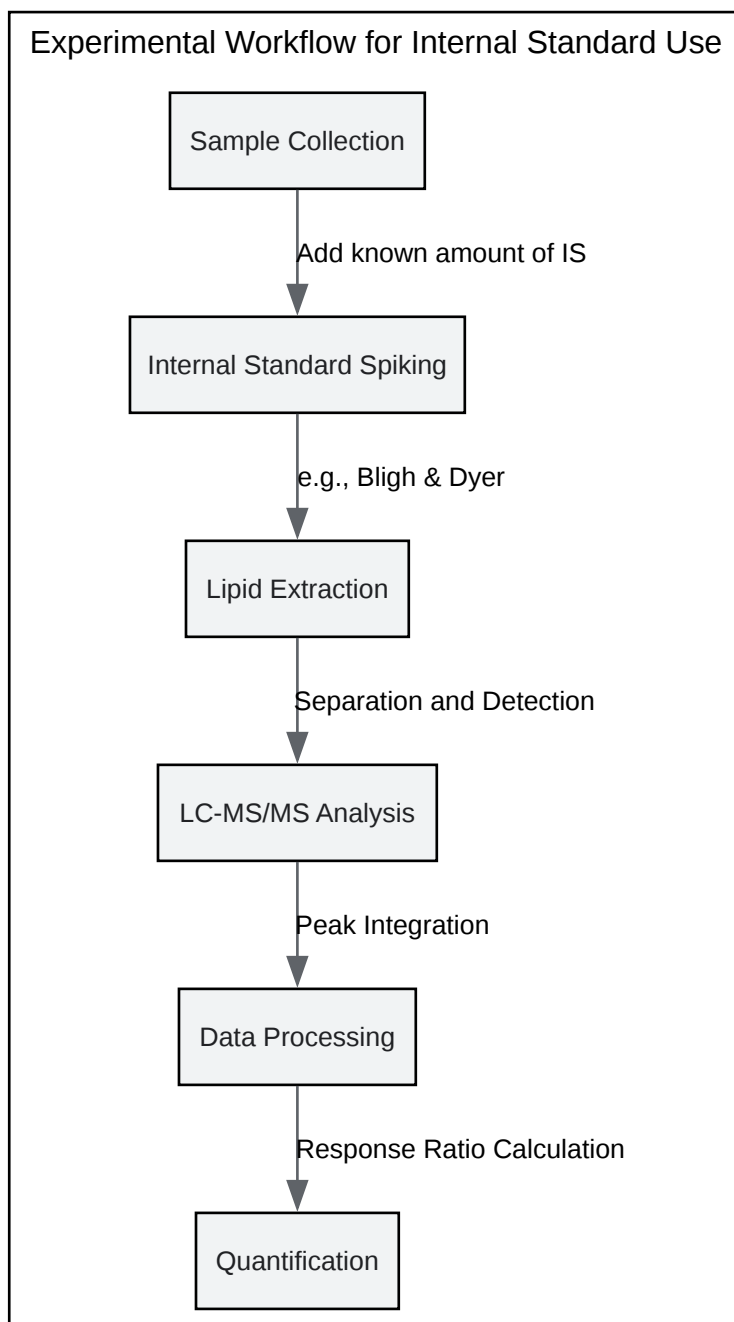 Experimental Workflow for Internal Standard Use
Sample Collection
Add known amount of IS
Internal Standard Spiking
e.g., Bligh & Dyer
Lipid Extraction
Separation and Detection
LC-MS/MS Analysis
Peak Integration
Data Processing
Response Ratio Calculation
Quantification